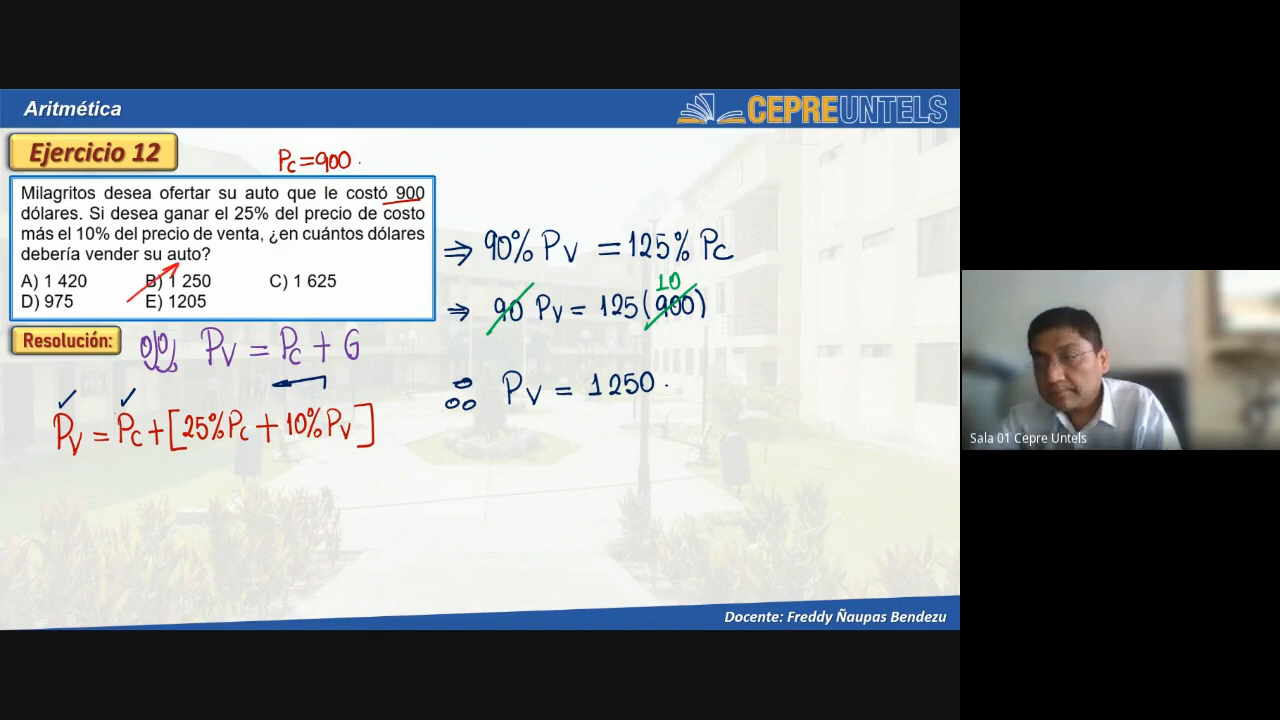 Aritmética
CEPREUNTELS
Ejercicio 12
Pc = 900.
Milagritos desea ofertar su auto que le costó 900
dólares. Si desea ganar el 25% del precio de costo
más el 10% del precio de venta, ¿en cuántos dólares
debería vender su auto?
A) 1 420 B) 1 250 C) 1 625
D) 975 E) 1205
Resolución:
Pv = Pc + G
Pv = Pc + [25% Pc + 10% Pv]
⇒ 90% Pv = 125% Pc
10
⇒ 90 Pv = 125(900)
Pv = 1250.
Sala 01 Cepre Untels
Docente: Freddy Ñaupas Bendezu